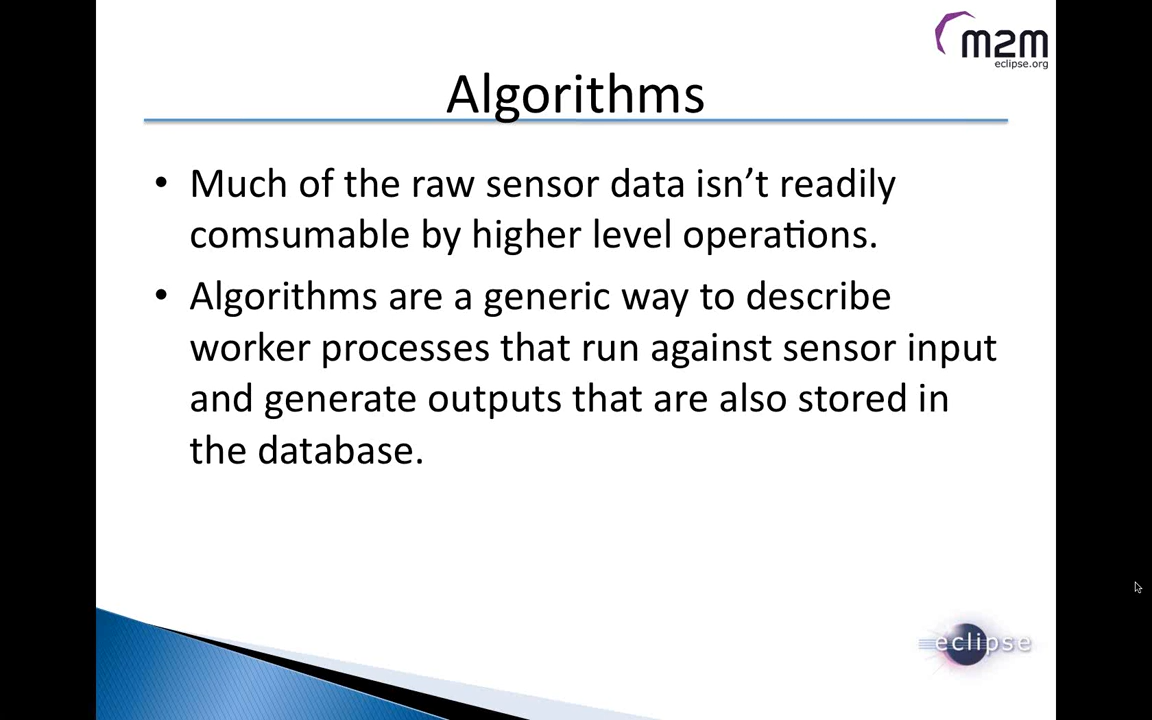 m2m
eclipse.org
Algorithms
• Much of the raw sensor data isn’t readily
comsumable by higher level operations.
• Algorithms are a generic way to describe
worker processes that run against sensor input
and generate outputs that are also stored in
the database.
eclipse